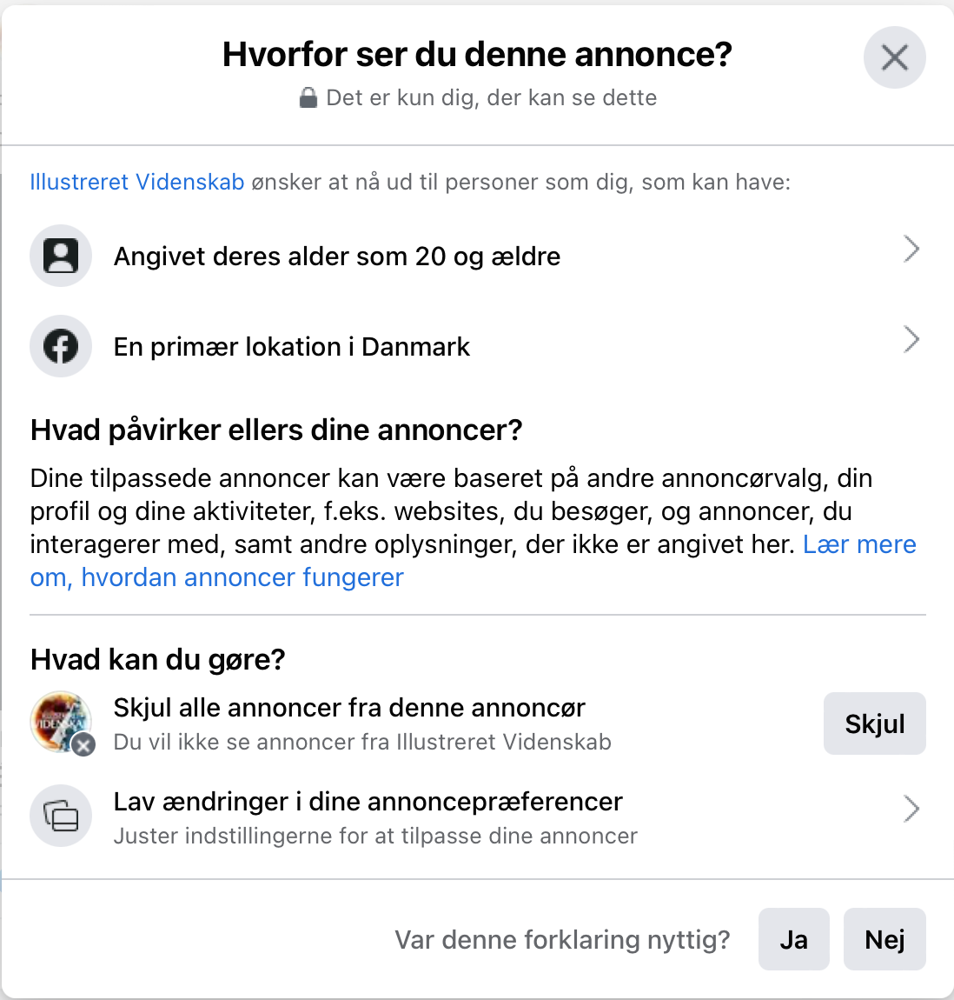 Hvorfor ser du denne annonce?
Det er kun dig, der kan se dette
Illustreret Videnskab ønsker at nå ud til personer som dig, som kan have:
Angivet deres alder som 20 og ældre
En primær lokation i Danmark
Hvad påvirker ellers dine annoncer?
Dine tilpassede annoncer kan være baseret på andre annoncørvalg, din
profil og dine aktiviteter, f.eks. websites, du besøger, og annoncer, du
interagerer med, samt andre oplysninger, der ikke er angivet her. Lær mere
om, hvordan annoncer fungerer
Hvad kan du gøre?
Skjul alle annoncer fra denne annoncør
Du vil ikke se annoncer fra Illustreret Videnskab
Skjul
Lav ændringer i dine annoncepræferencer
Juster indstillingerne for at tilpasse dine annoncer
Var denne forklaring nyttig?
Ja
Nej